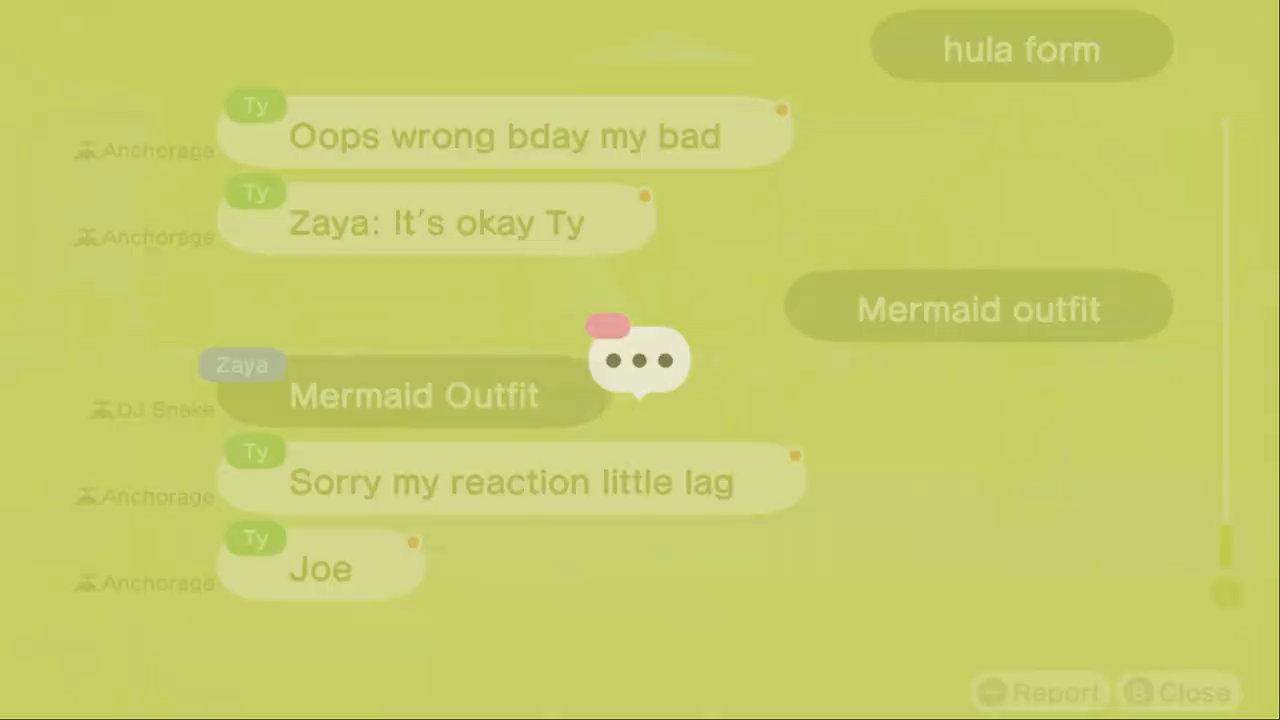 hula form
Ty
Oops wrong bday my bad
Anchorage
Ty
Zaya: It's okay Ty
Anchorage
Mermaid outfit
Zaya
Mermaid Outfit
DJ Snake
Ty
Sorry my reaction little lag
Anchorage
Ty
Joe
Anchorage
Report
B Close